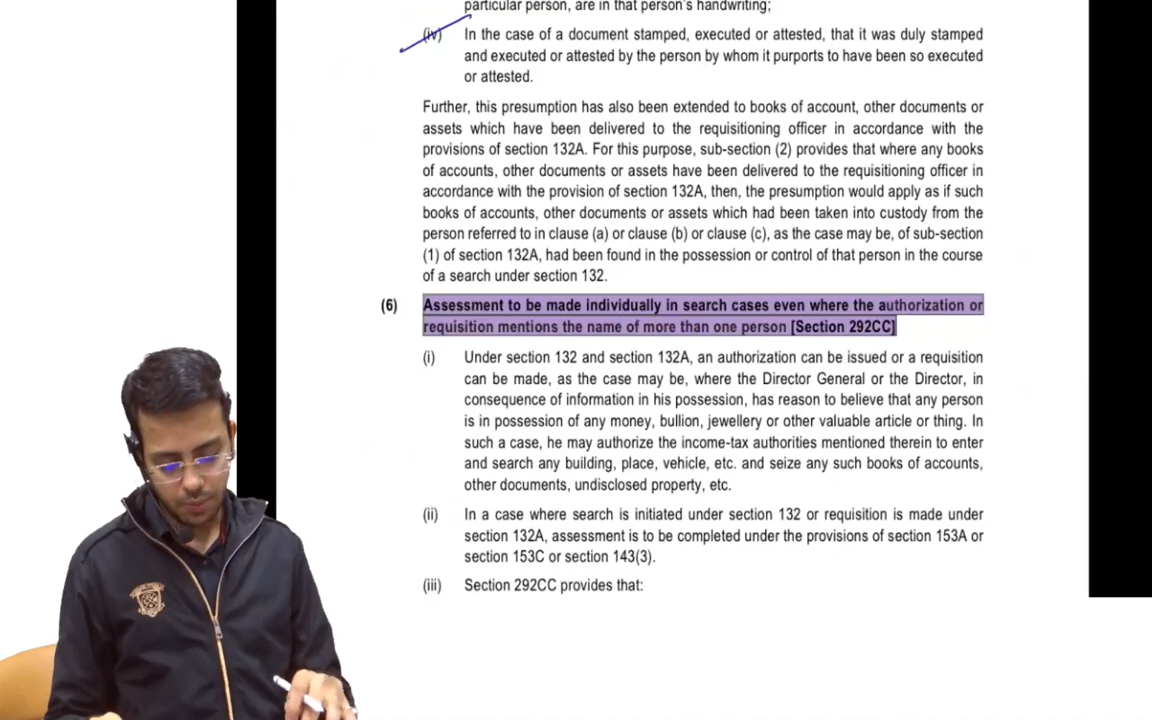 particular person, are in that person's handwriting;
(iv) In the case of a document stamped, executed or attested, that it was duly stamped
and executed or attested by the person by whom it purports to have been so executed
or attested.
Further, this presumption has also been extended to books of account, other documents or
assets which have been delivered to the requisitioning officer in accordance with the
provisions of section 132A. For this purpose, sub-section (2) provides that where any books
of accounts, other documents or assets have been delivered to the requisitioning officer in
accordance with the provision of section 132A, then, the presumption would apply as if such
books of accounts, other documents or assets which had been taken into custody from the
person referred to in clause (a) or clause (b) or clause (c), as the case may be, of sub-section
(1) of section 132A, had been found in the possession or control of that person in the course
of a search under section 132.
(6) Assessment to be made individually in search cases even where the authorization or
requisition mentions the name of more than one person [Section 292CC]
(i) Under section 132 and section 132A, an authorization can be issued or a requisition
can be made, as the case may be, where the Director General or the Director, in
consequence of information in his possession, has reason to believe that any person
is in possession of any money, bullion, jewellery or other valuable article or thing. In
such a case, he may authorize the income-tax authorities mentioned therein to enter
and search any building, place, vehicle, etc. and seize any such books of accounts,
other documents, undisclosed property, etc.
(ii) In a case where search is initiated under section 132 or requisition is made under
section 132A, assessment is to be completed under the provisions of section 153A or
section 153C or section 143(3).
(iii) Section 292CC provides that: